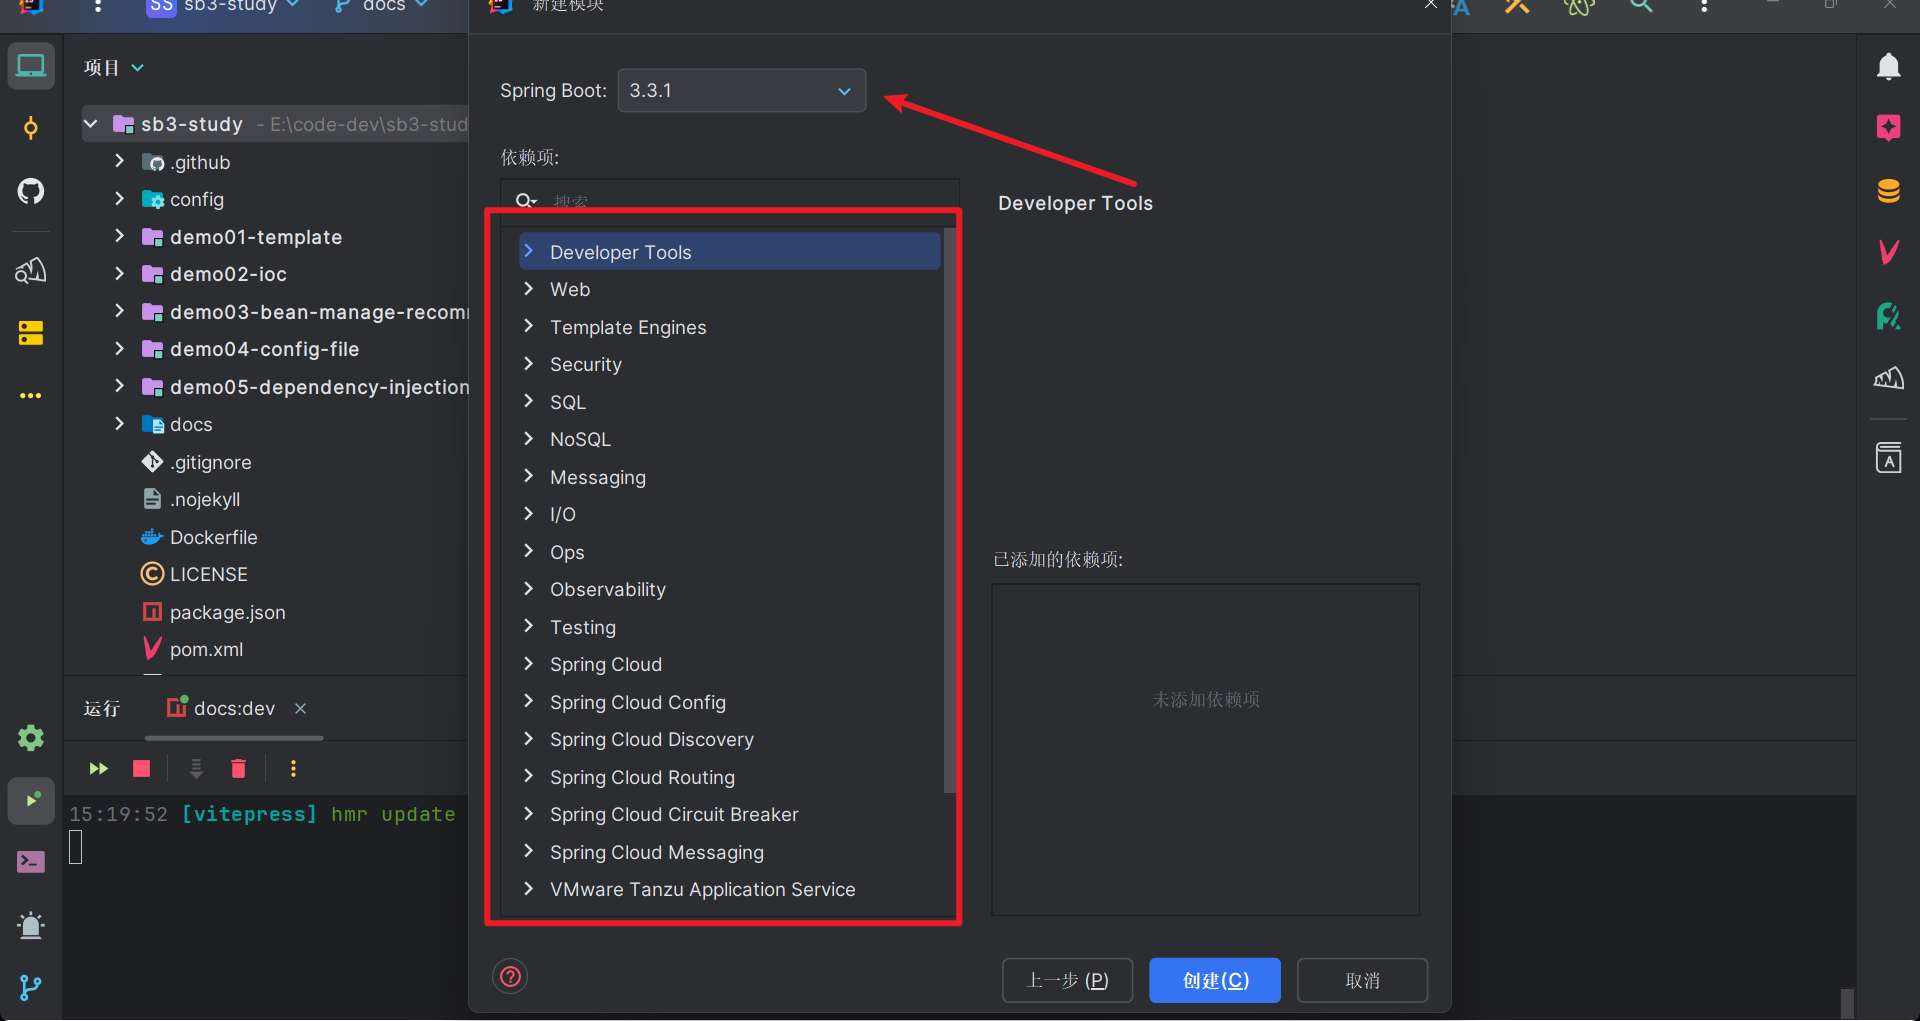 SS sb3-study docs
新建模块
项目
sb3-study - E:\code-dev\sb3-stud
.github
config
demo01-template
demo02-ioc
demo03-bean-manage-recom
demo04-config-file
demo05-dependency-injection
docs
.gitignore
.nojekyll
Dockerfile
LICENSE
package.json
pom.xml
运行 docs:dev
15:19:52 [vitepress] hmr update
Spring Boot: 3.3.1
依赖项:
搜索
Developer Tools
Web
Template Engines
Security
SQL
NoSQL
Messaging
I/O
Ops
Observability
Testing
Spring Cloud
Spring Cloud Config
Spring Cloud Discovery
Spring Cloud Routing
Spring Cloud Circuit Breaker
Spring Cloud Messaging
VMware Tanzu Application Service
Developer Tools
已添加的依赖项:
未添加依赖项
上一步 (P) 创建(C) 取消